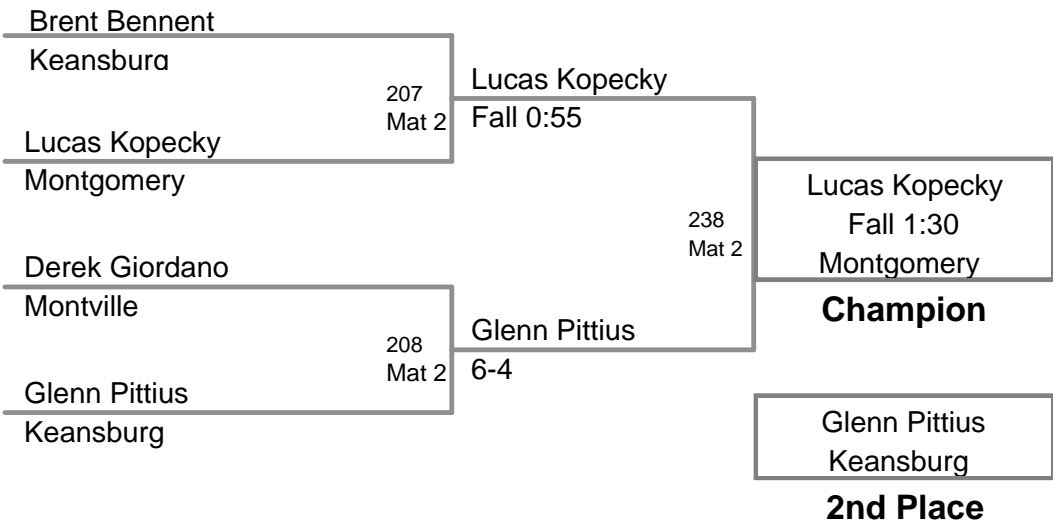 Brent Bennent
Keansburg
207
Mat 2
Lucas Kopecky
Fall 0:55
Lucas Kopecky
Montgomery
238
Mat 2
Lucas Kopecky
Fall 1:30
Montgomery
Champion
Derek Giordano
Montville
208
Mat 2
Glenn Pittius
6-4
Glenn Pittius
Keansburg
Glenn Pittius
Keansburg
2nd Place